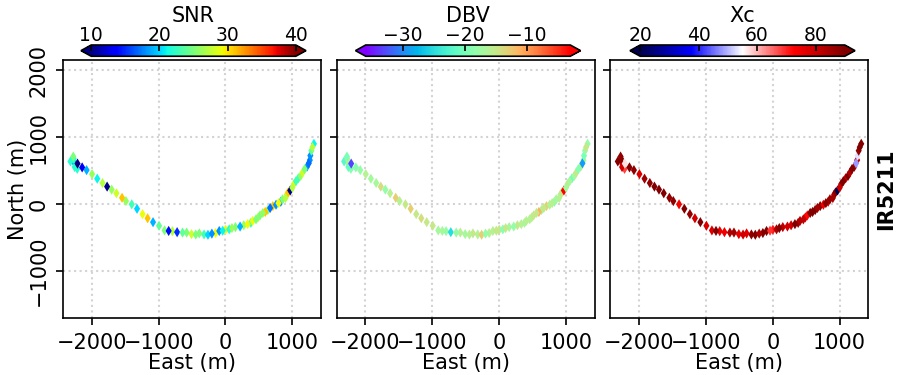 SNR
10 20 30 40
DBV
−30 −20 −10
Xc
20 40 60 80
North (m)
2000
1000
0
−1000
IR5211
−2000 −1000 0 1000
−2000 −1000 0 1000
−2000 −1000 0 1000
East (m)
East (m)
East (m)